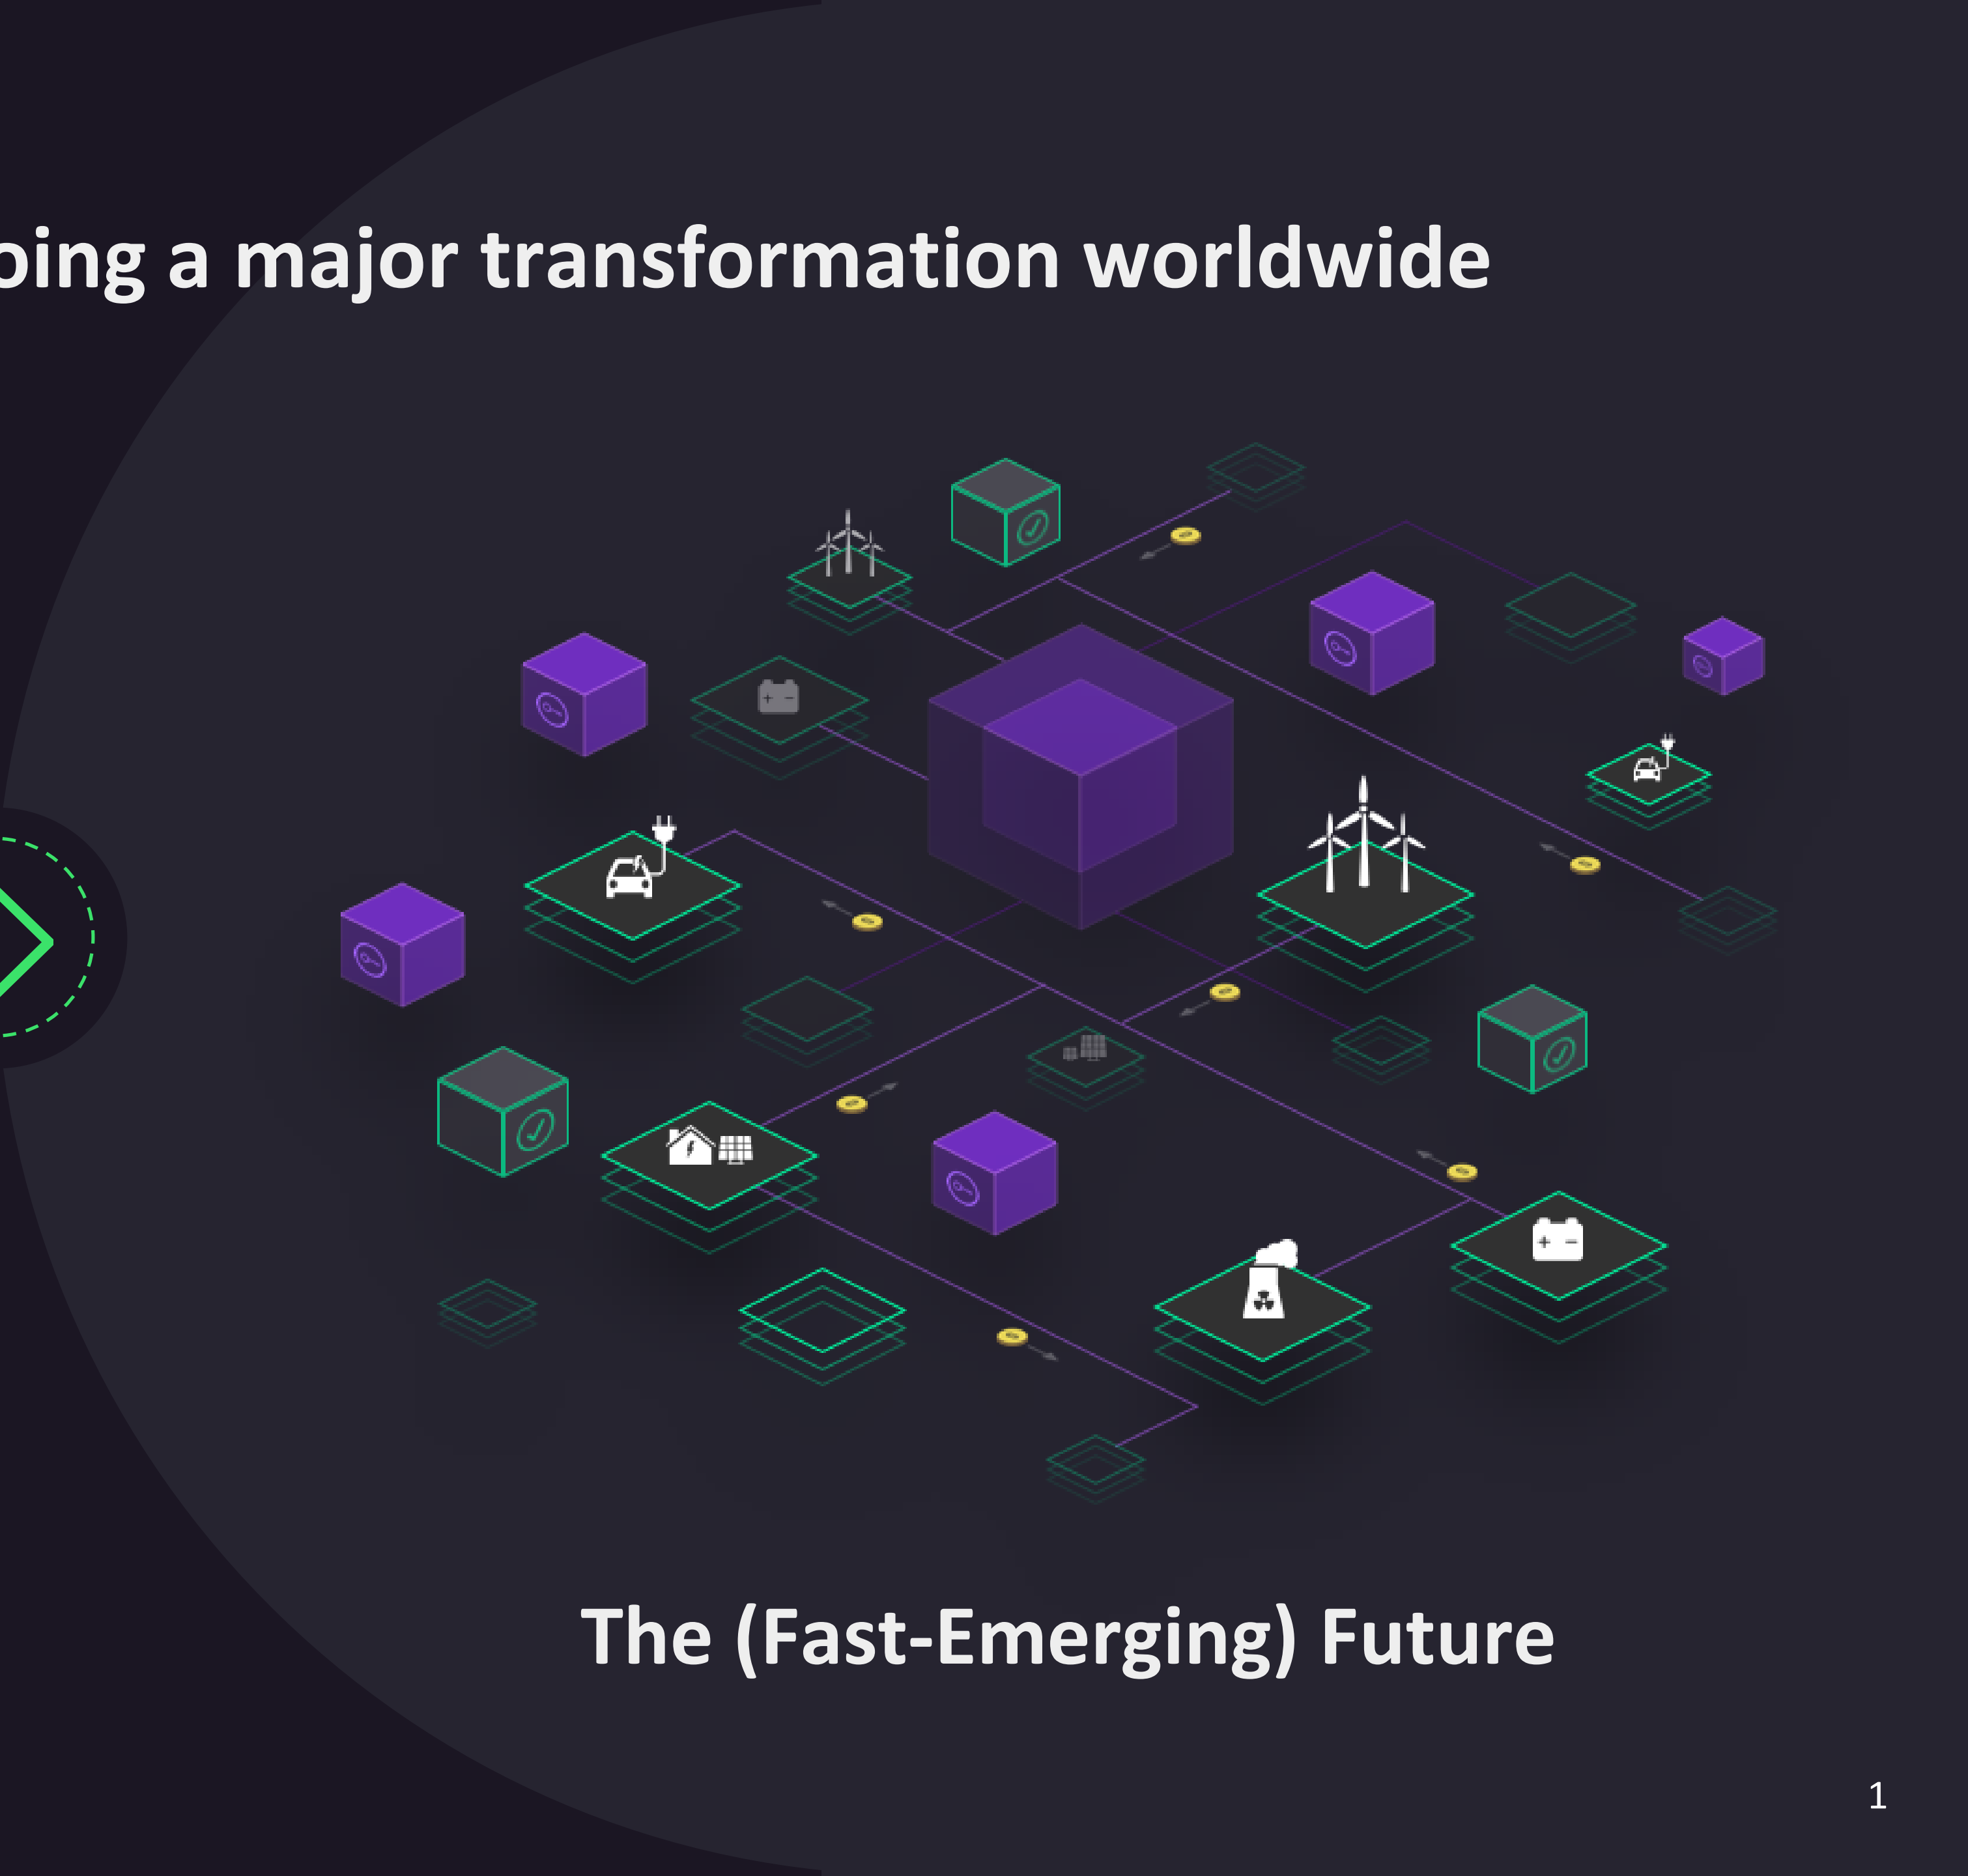 oing a major transformation worldwide
The (Fast-Emerging) Future
1